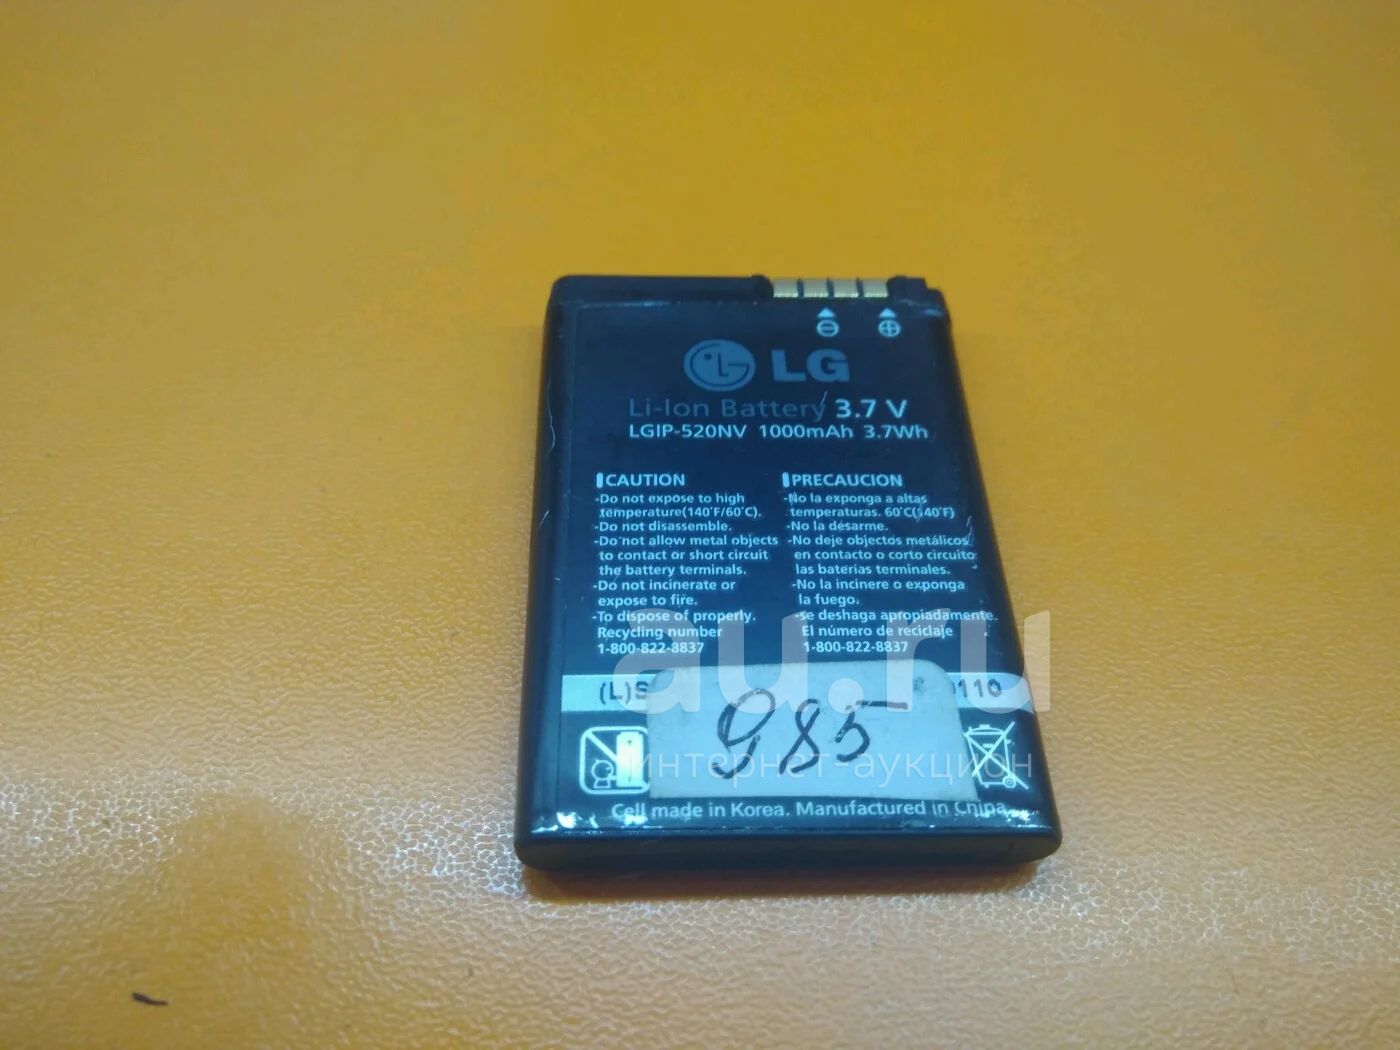 LG
Li-Ion Battery 3.7 V
LGIP-520NV 1000mAh 3.7Wh
CAUTION
-Do not expose to high
temperature(140°F/60°C).
-Do not disassemble.
-Do not allow metal objects
to contact or short circuit
the battery terminals.
-Do not incinerate or
expose to fire.
-To dispose of properly.
Recycling number
1-800-822-8837
PRECAUCION
-No la exponga a altas
temperaturas. 60°C(140°F)
-No la désarme.
-No deje objectos metálicos
en contacto o corto circuito
las baterías terminales.
-No la incinere o exponga
la fuego.
-se deshaga apropiadamente.
El número de reciclaje
1-800-822-8837
au.ru
интернет-аукцион
985
Cell made in Korea. Manufactured in China